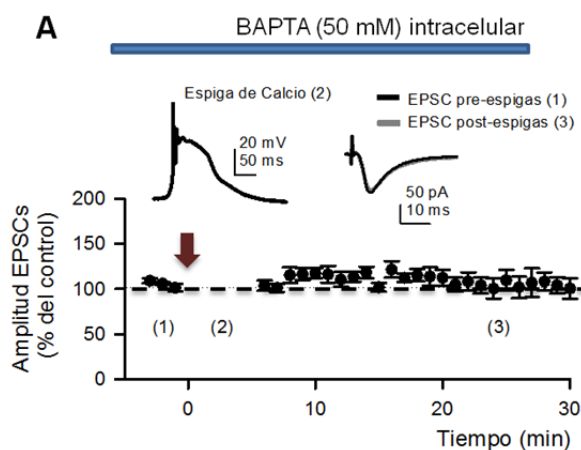 A
BAPTA (50 mM) intracelular
Espiga de Calcio (2)
20 mV
50 ms
EPSC pre-espigas (1)
EPSC post-espigas (3)
50 pA
10 ms
Amplitud EPSCs
(% del control)
200
150
100
50
0
(1)
(2)
(3)
0
10
20
30
Tiempo (min)